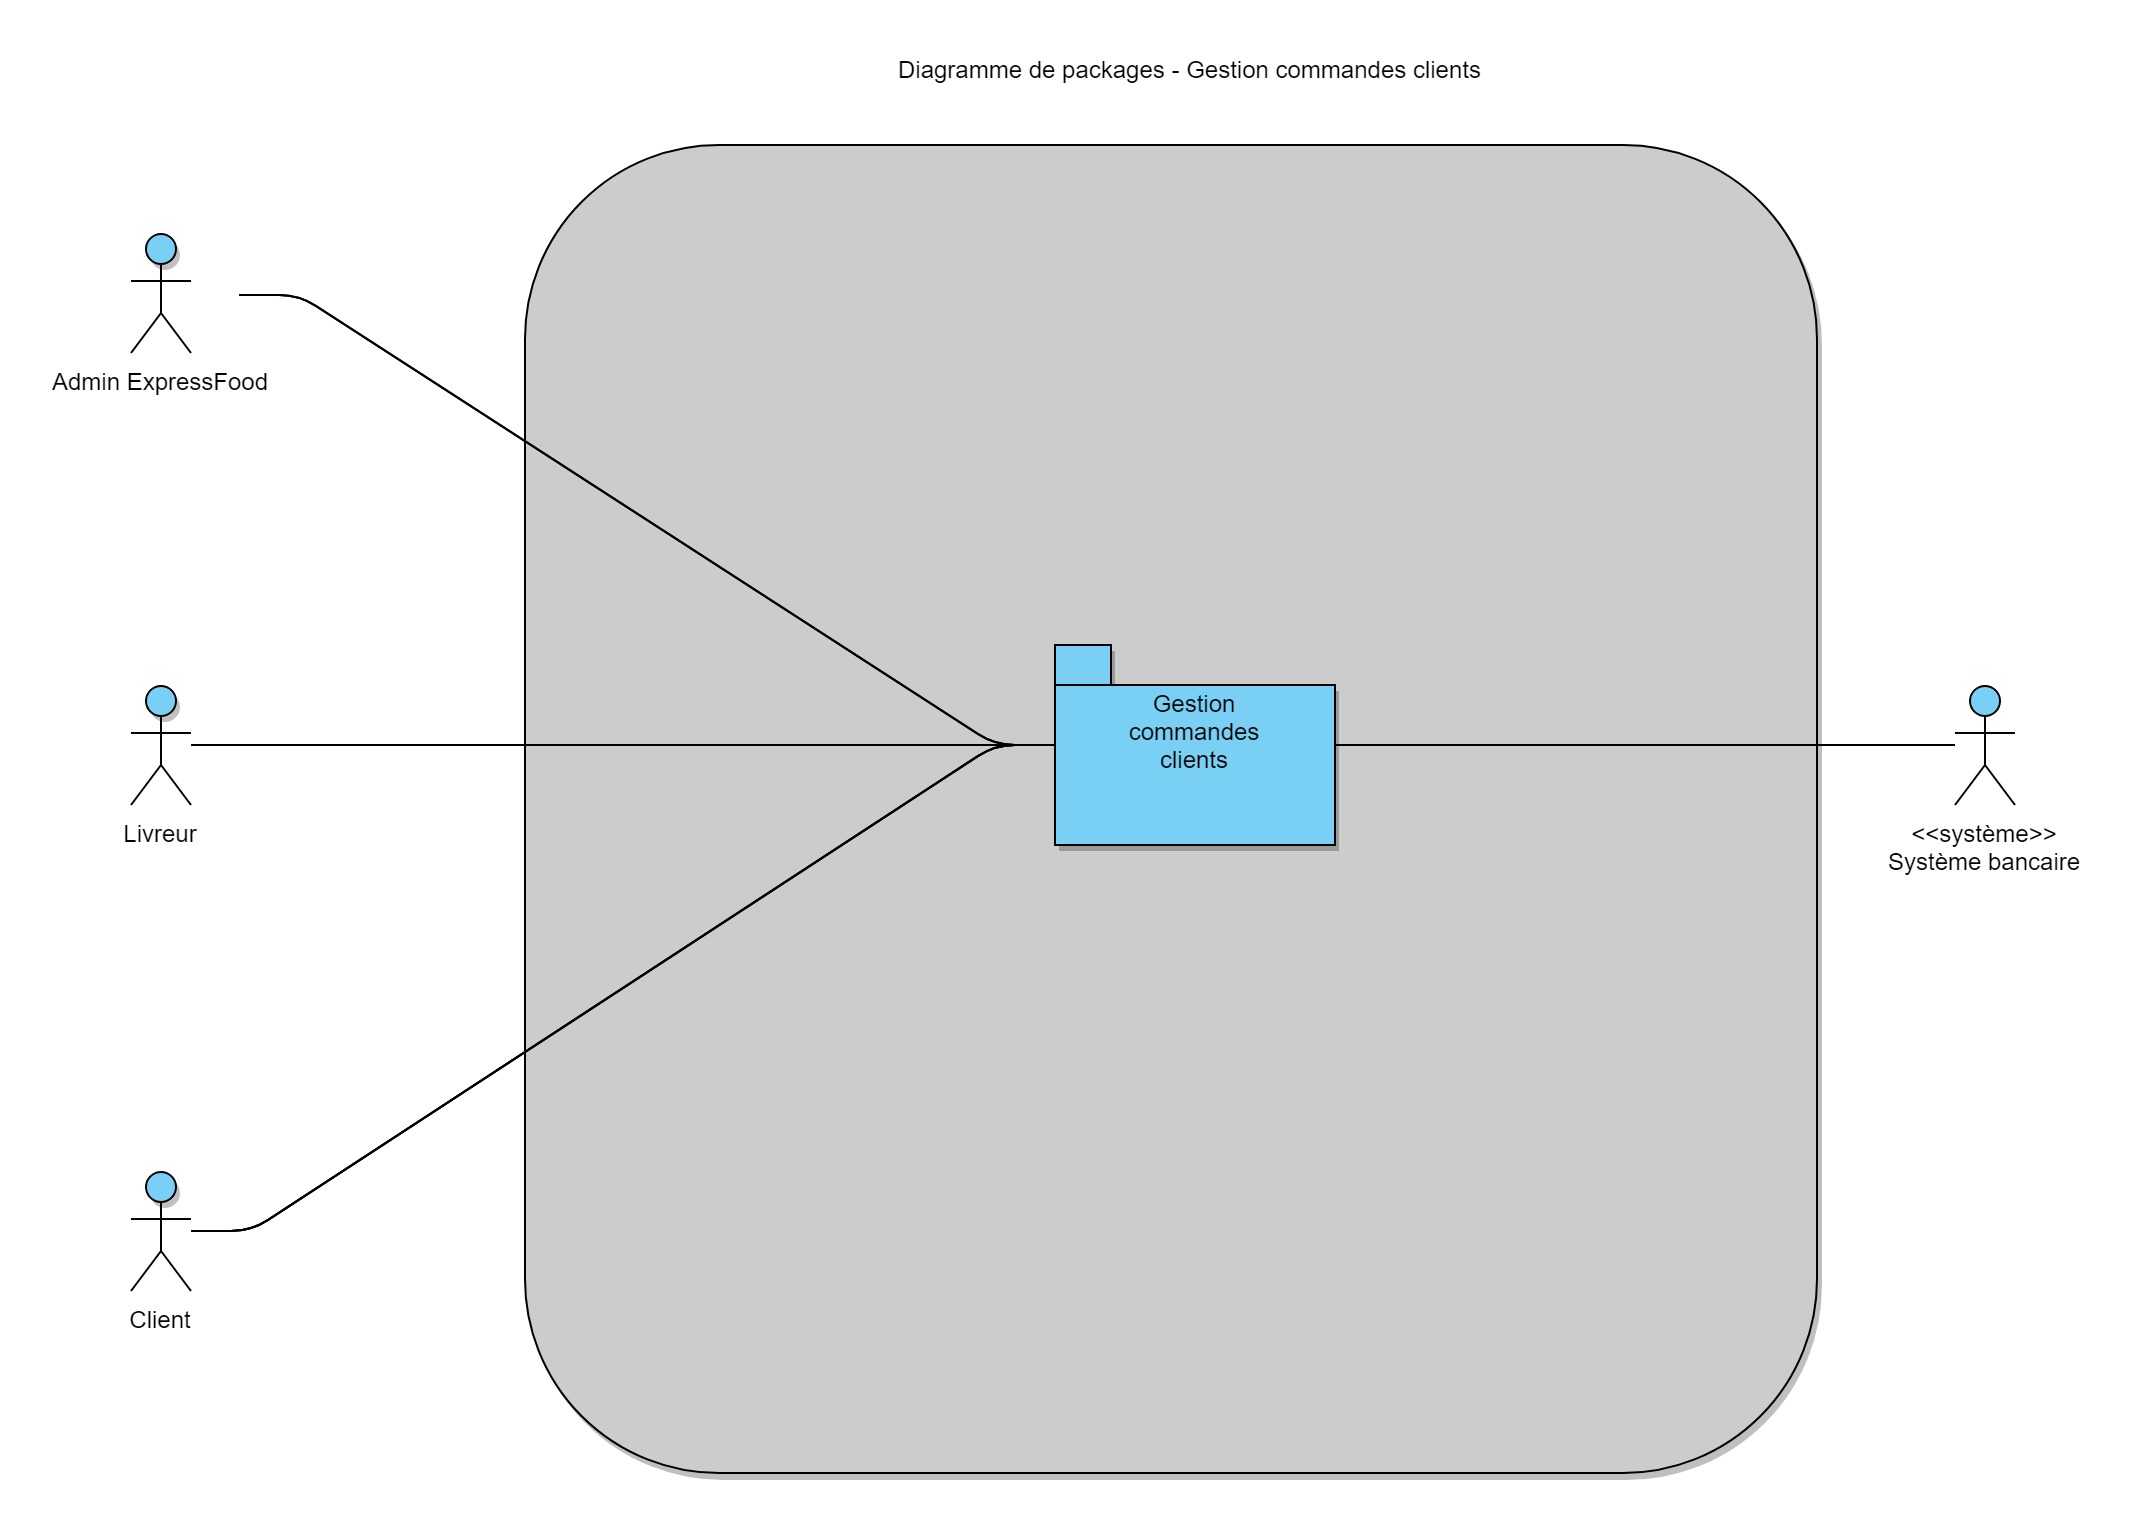 Diagramme de packages - Gestion commandes clients
Admin ExpressFood
Gestion
commandes
clients
Livreur
<<système>>
Système bancaire
Client